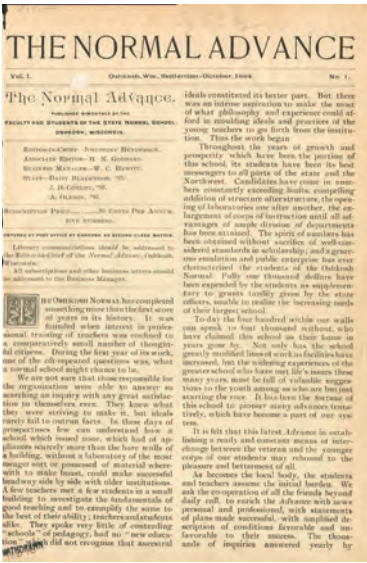 THE NORMAL ADVANCE
Vol. I. Oshkosh, Wis., September-October, 1894 No. 1.
The Normal Advance.
PUBLISHED BIMONTHLY BY THE
FACULTY AND STUDENTS OF THE STATE NORMAL SCHOOL
OSHKOSH, WISCONSIN.
EDITOR-IN-CHIEF
ASSOCIATE EDITOR—H. N.
BUSINESS MANAGER—W. C. HEWITT.
STAFF—DAISY
J. D.
A.
SUBSCRIPTION PRICE CENTS PER ANNUM.
FIVE NUMBERS.
ENTERED AT POST OFFICE AT OSHKOSH AS SECOND-CLASS MATTER.
Literary communications should be addressed to
the Editor-in-Chief of the Normal Advance, Oshkosh,
Wisconsin.
All subscriptions and other business letters should
be addressed to the Business Manager.
THE OSHKOSH NORMAL has completed
something more than the first score
of years in its history. It was
founded when interest in profes-
sional training of teachers was confined to
a comparatively small number of thought-
ful citizens. During the first year of its work,
one of the oft-repeated questions was, what
a normal school might chance to be.
We are not sure that those responsible for
the organization were able to answer so
searching an inquiry with any great satisfac-
tion to themselves even. They knew what
they were striving to make it, but ideals
rarely fail to outrun facts. In these days of
prospectuses few can understand how a
school which issued none, which had of ap-
pliances scarcely more than the bare walls of
a building, without a laboratory of the most
meager sort or possessed of material where-
with to make boast, could make successful
headway side by side with older institutions.
A few teachers met a few students in a small
building to investigate the fundamentals of
good teaching and to exemplify the same to
the best of their ability; teachers and students
alike. They spoke very little of contending
"schools" of pedagogy, had no "new educa-
tion" which did not recognize that ancestral
ideals constituted its better part. But there
was an intense aspiration to make the most
of what philosophy and experience could af-
ford in moulding ideals and practices of the
young teachers to go forth from the institu-
tion. Thus the work began
Throughout the years of growth and
prosperity which have been the portion of
this school, its students have been its best
messengers to all parts of the state and the
Northwest. Candidates have come in num-
bers constantly exceeding limits, compelling
addition of structure after structure, the open-
ing of laboratories one after another, the en-
largement of corps of instruction until all ad-
vantages of ample division of departments
has been attained. The spirit of numbers has
been obtained without sacrifice of well-con-
sidered standards in scholarship; and a gener-
ous emulation and public enterprise has ever
characterized the students of the Oshkosh
Normal. Fully one thousand dollars have
been expended by the students as supplemen-
tary to grants tardily given by the state
officers, unable to realize the increasing needs
of their largest school.
To-day the four hundred within our walls
can speak to four thousand without, who
have claimed this school as their home in
years gone by. Not only has the school
greatly modified lines of work as facilities have
increased, but the widening experiences of the
greater school who have met life's issues these
many years, must be full of valuable sugges-
tions to the youth among us who are but just
starting the race. It has been the fortune of
this school to pioneer many advances tenta-
tively, which have become a part of our sys-
tem.
It is felt that this latest Advance in estab-
lishing a ready and constant means of inter-
change between the veteran and the younger
corps of our students may redound to the
pleasure and betterment of all.
As becomes the local body, the students
and teachers assume the initial burden. We
ask the co-operation of all the friends beyond
daily call, to enrich the Advance with news
personal and professional, with statements
of plans made successful, with amplified de-
scription of conditions favorable and un-
favorable to their success. The thous-
ands of inquiries answered yearly by